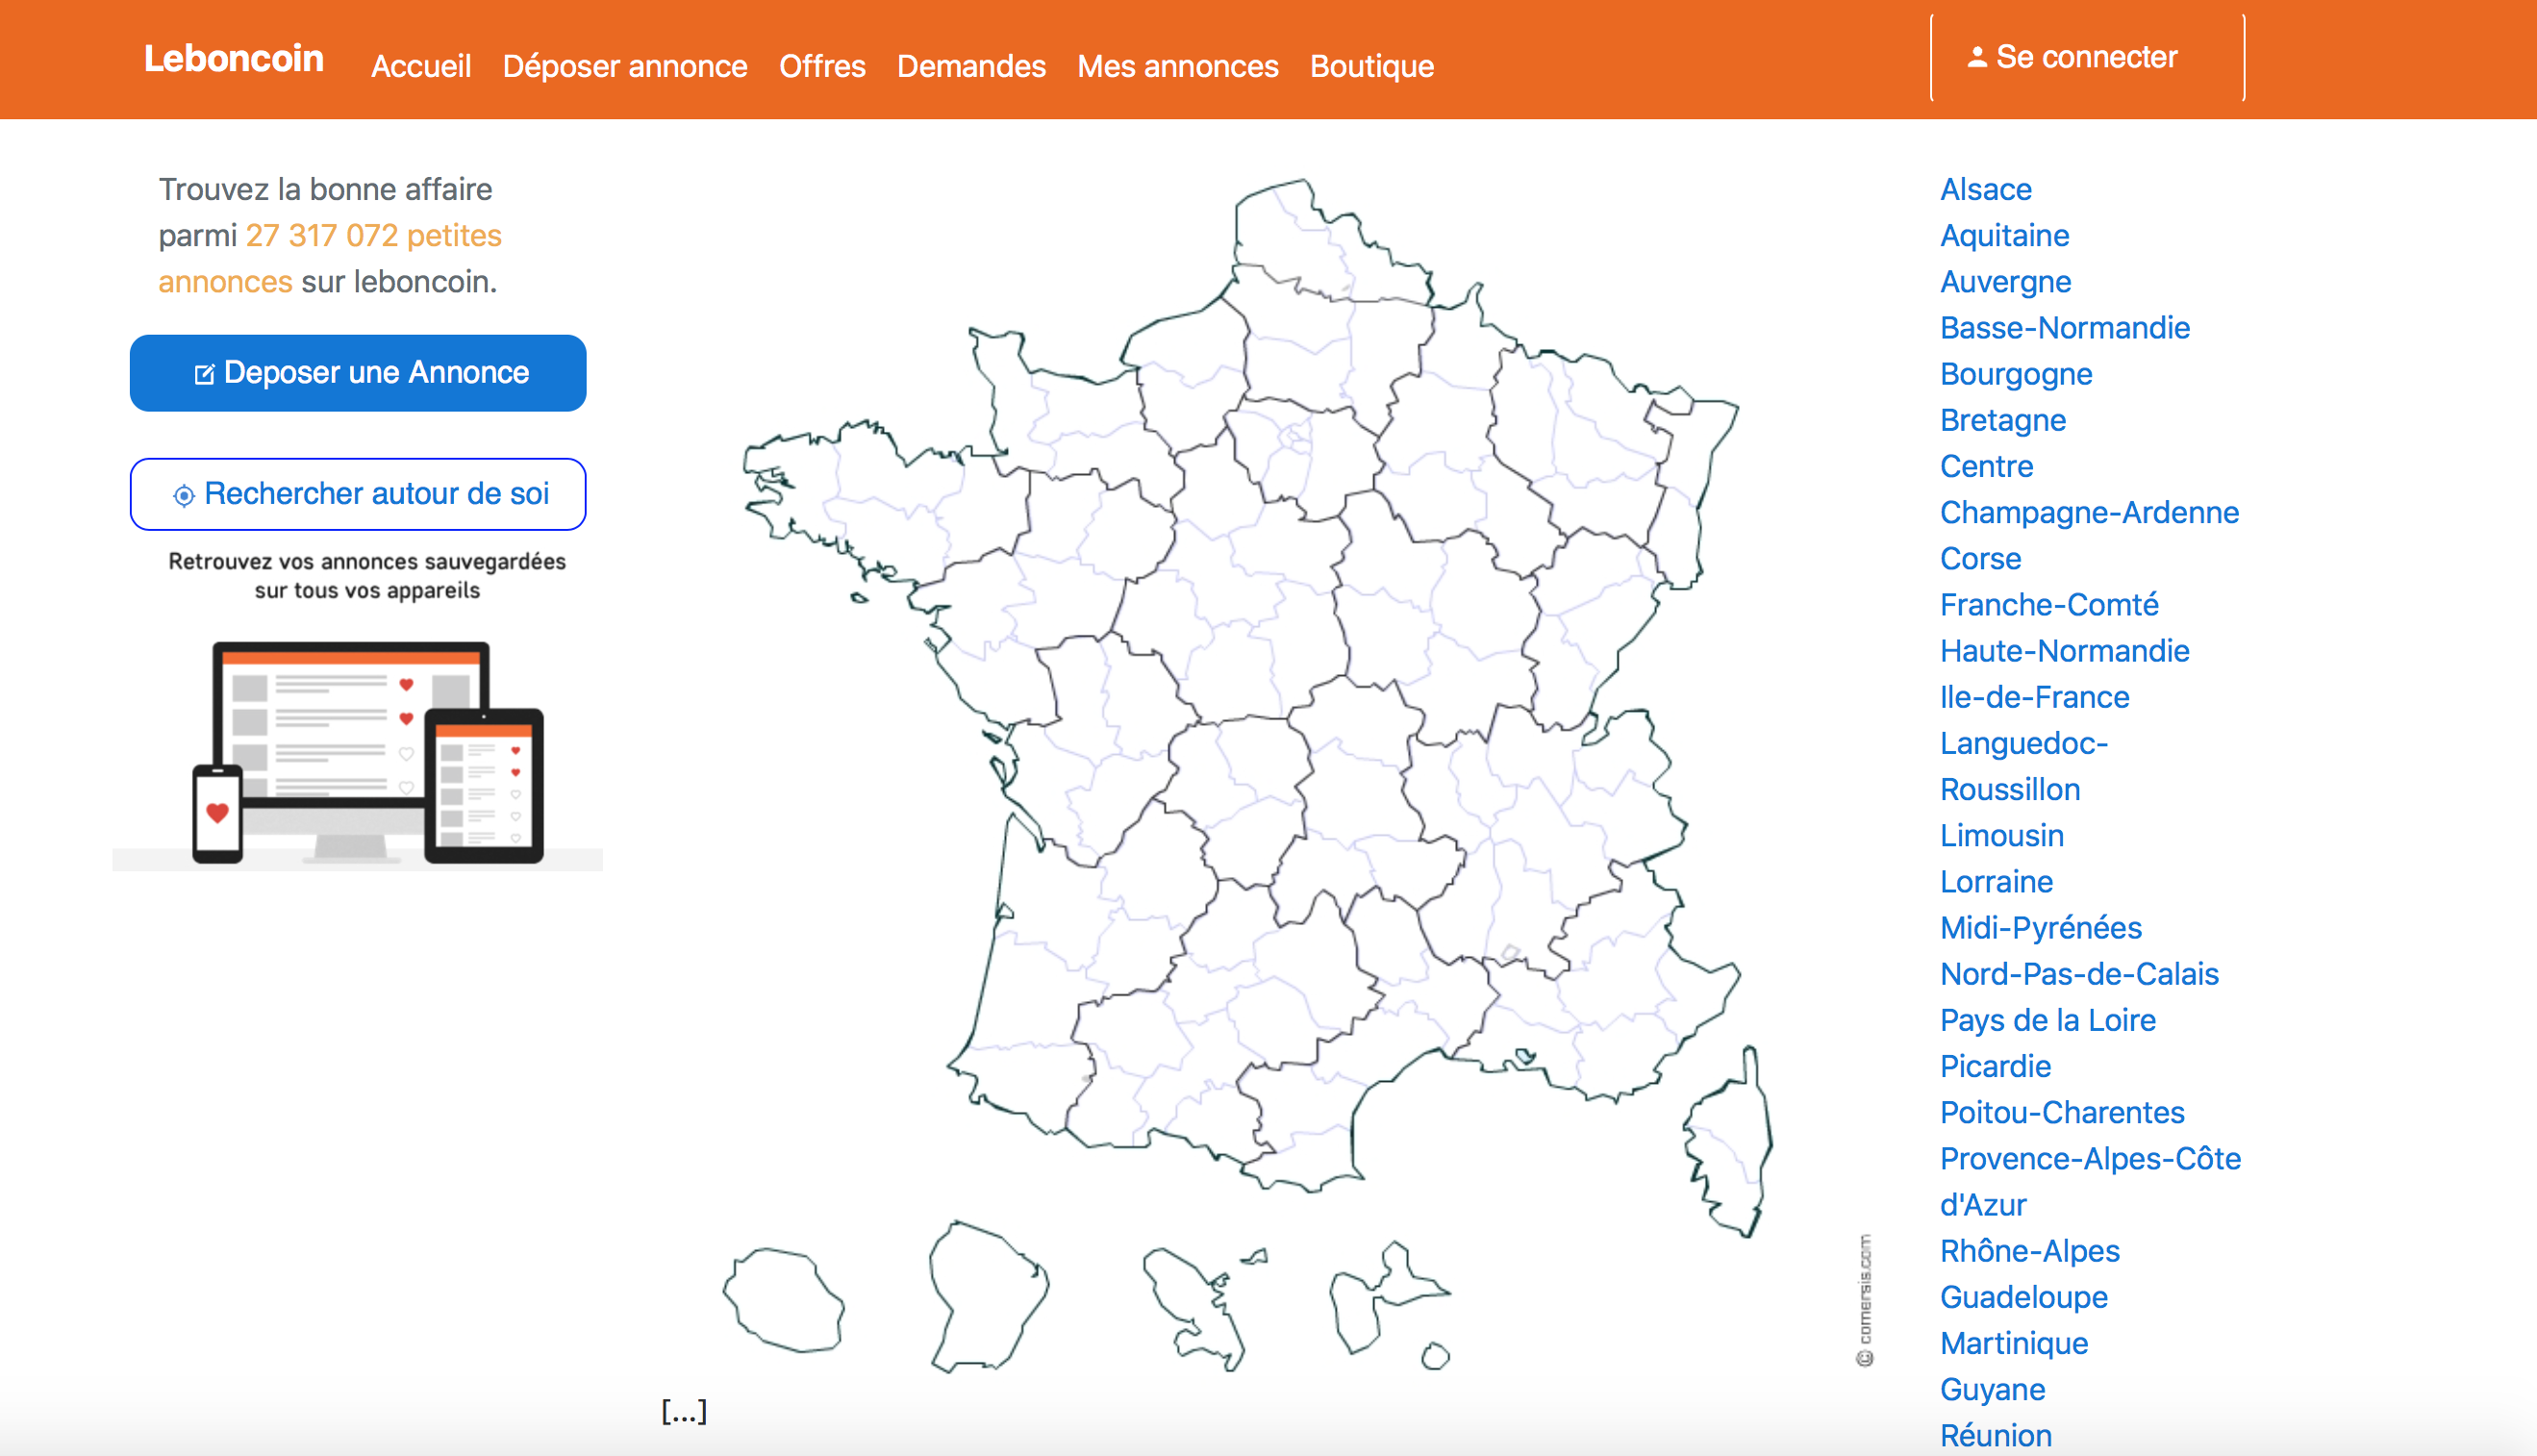 Leboncoin
Accueil
Déposer annonce
Offres
Demandes
Mes annonces
Boutique
Se connecter
Trouvez la bonne affaire
parmi 27 317 072 petites
annonces sur leboncoin.
Deposer une Annonce
Rechercher autour de soi
Retrouvez vos annonces sauvegardées
sur tous vos appareils
© comersis.com
[...]
Alsace
Aquitaine
Auvergne
Basse-Normandie
Bourgogne
Bretagne
Centre
Champagne-Ardenne
Corse
Franche-Comté
Haute-Normandie
Ile-de-France
Languedoc-
Roussillon
Limousin
Lorraine
Midi-Pyrénées
Nord-Pas-de-Calais
Pays de la Loire
Picardie
Poitou-Charentes
Provence-Alpes-Côte
d'Azur
Rhône-Alpes
Guadeloupe
Martinique
Guyane
Réunion